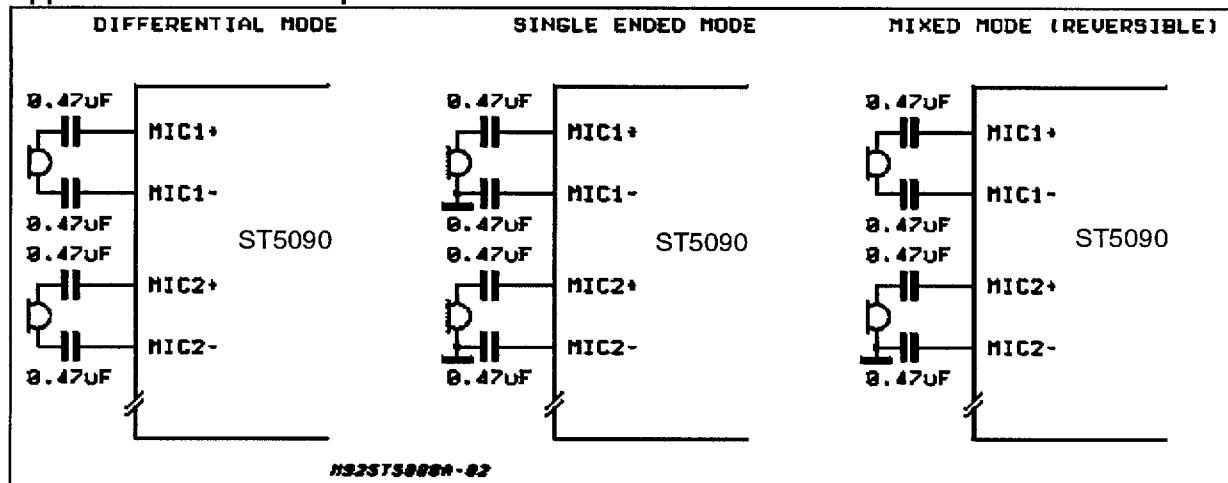 DIFFERENTIAL MODE
0.47uF
MIC1+
MIC1-
0.47uF
ST5090
0.47uF
MIC2+
MIC2-
0.47uF
SINGLE ENDED MODE
0.47uF
MIC1+
MIC1-
0.47uF
ST5090
0.47uF
MIC2+
MIC2-
0.47uF
MIXED MODE (REVERSIBLE)
0.47uF
MIC1+
MIC1-
0.47uF
ST5090
0.47uF
MIC2+
MIC2-
0.47uF
M92ST5080A-02